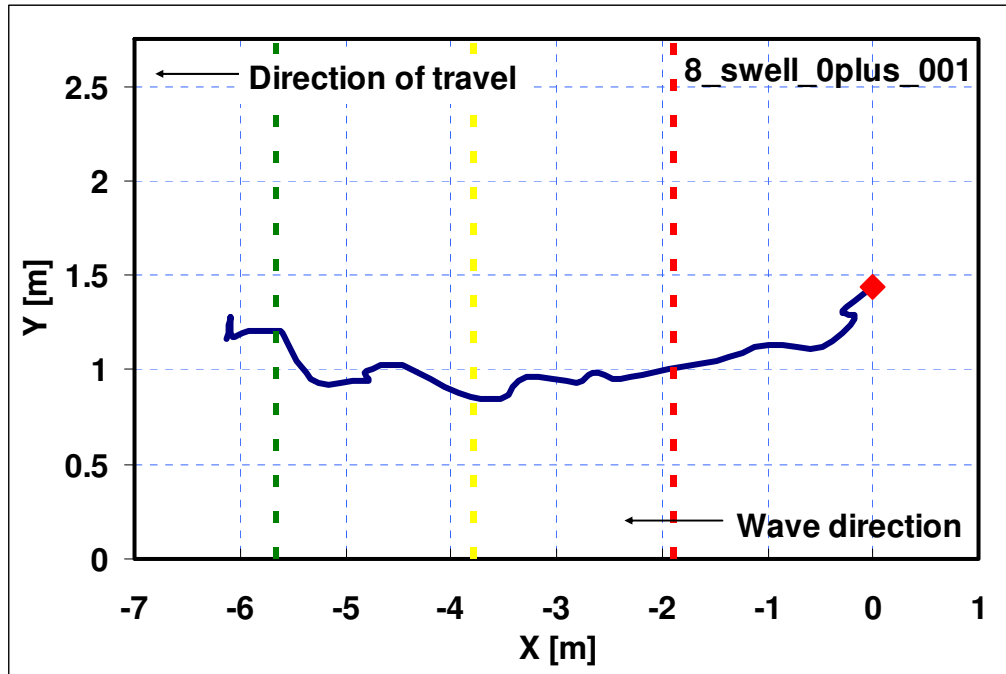 2.5
2
1.5
1
0.5
0
Y [m]
Direction of travel
8_swell_0plus_001
Wave direction
-7 -6 -5 -4 -3 -2 -1 0 1
X [m]